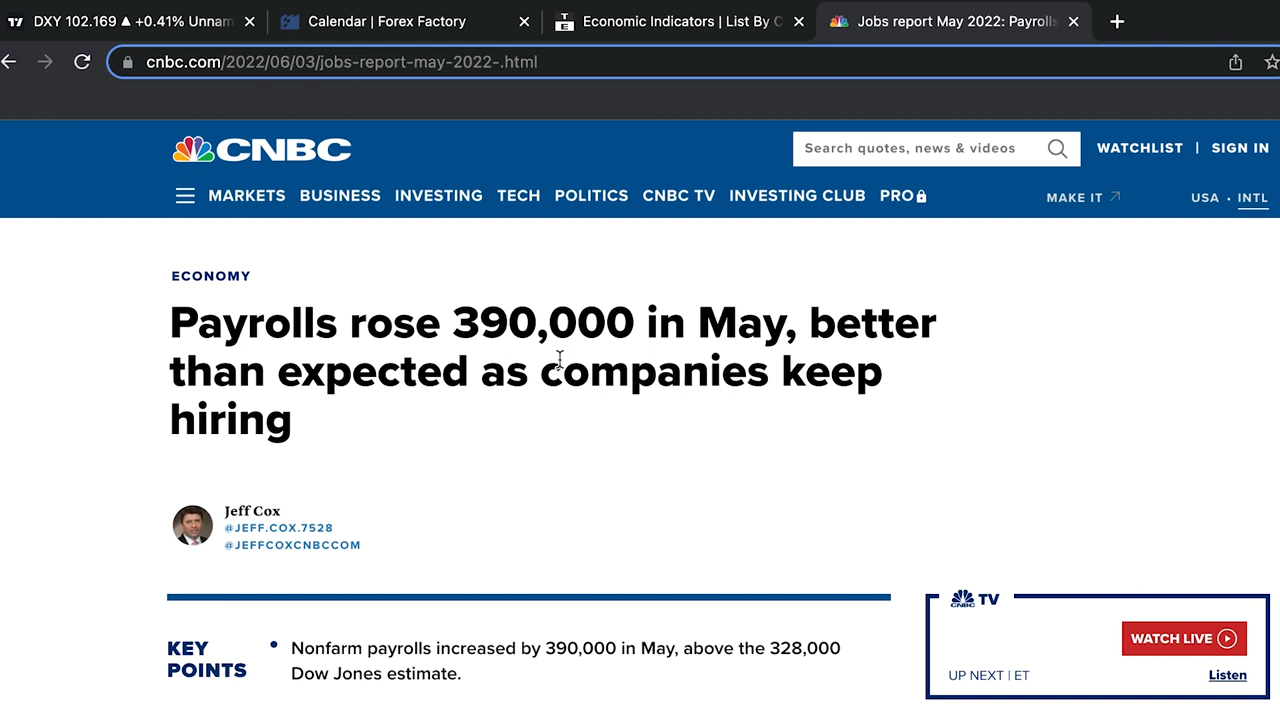 DXY 102.169 ▲ +0.41% Unnam
Calendar | Forex Factory
Economic Indicators | List By C
Jobs report May 2022: Payrolls
cnbc.com/2022/06/03/jobs-report-may-2022-.html
CNBC
Search quotes, news & videos
WATCHLIST | SIGN IN
MARKETS BUSINESS INVESTING TECH POLITICS CNBC TV INVESTING CLUB PRO
MAKE IT
USA • INTL
ECONOMY
Payrolls rose 390,000 in May, better
than expected as companies keep
hiring
Jeff Cox
@JEFF.COX.7528
@JEFFCOXCNBCCOM
KEY
POINTS
• Nonfarm payrolls increased by 390,000 in May, above the 328,000
Dow Jones estimate.
CNBC TV
WATCH LIVE
UP NEXT | ET
Listen